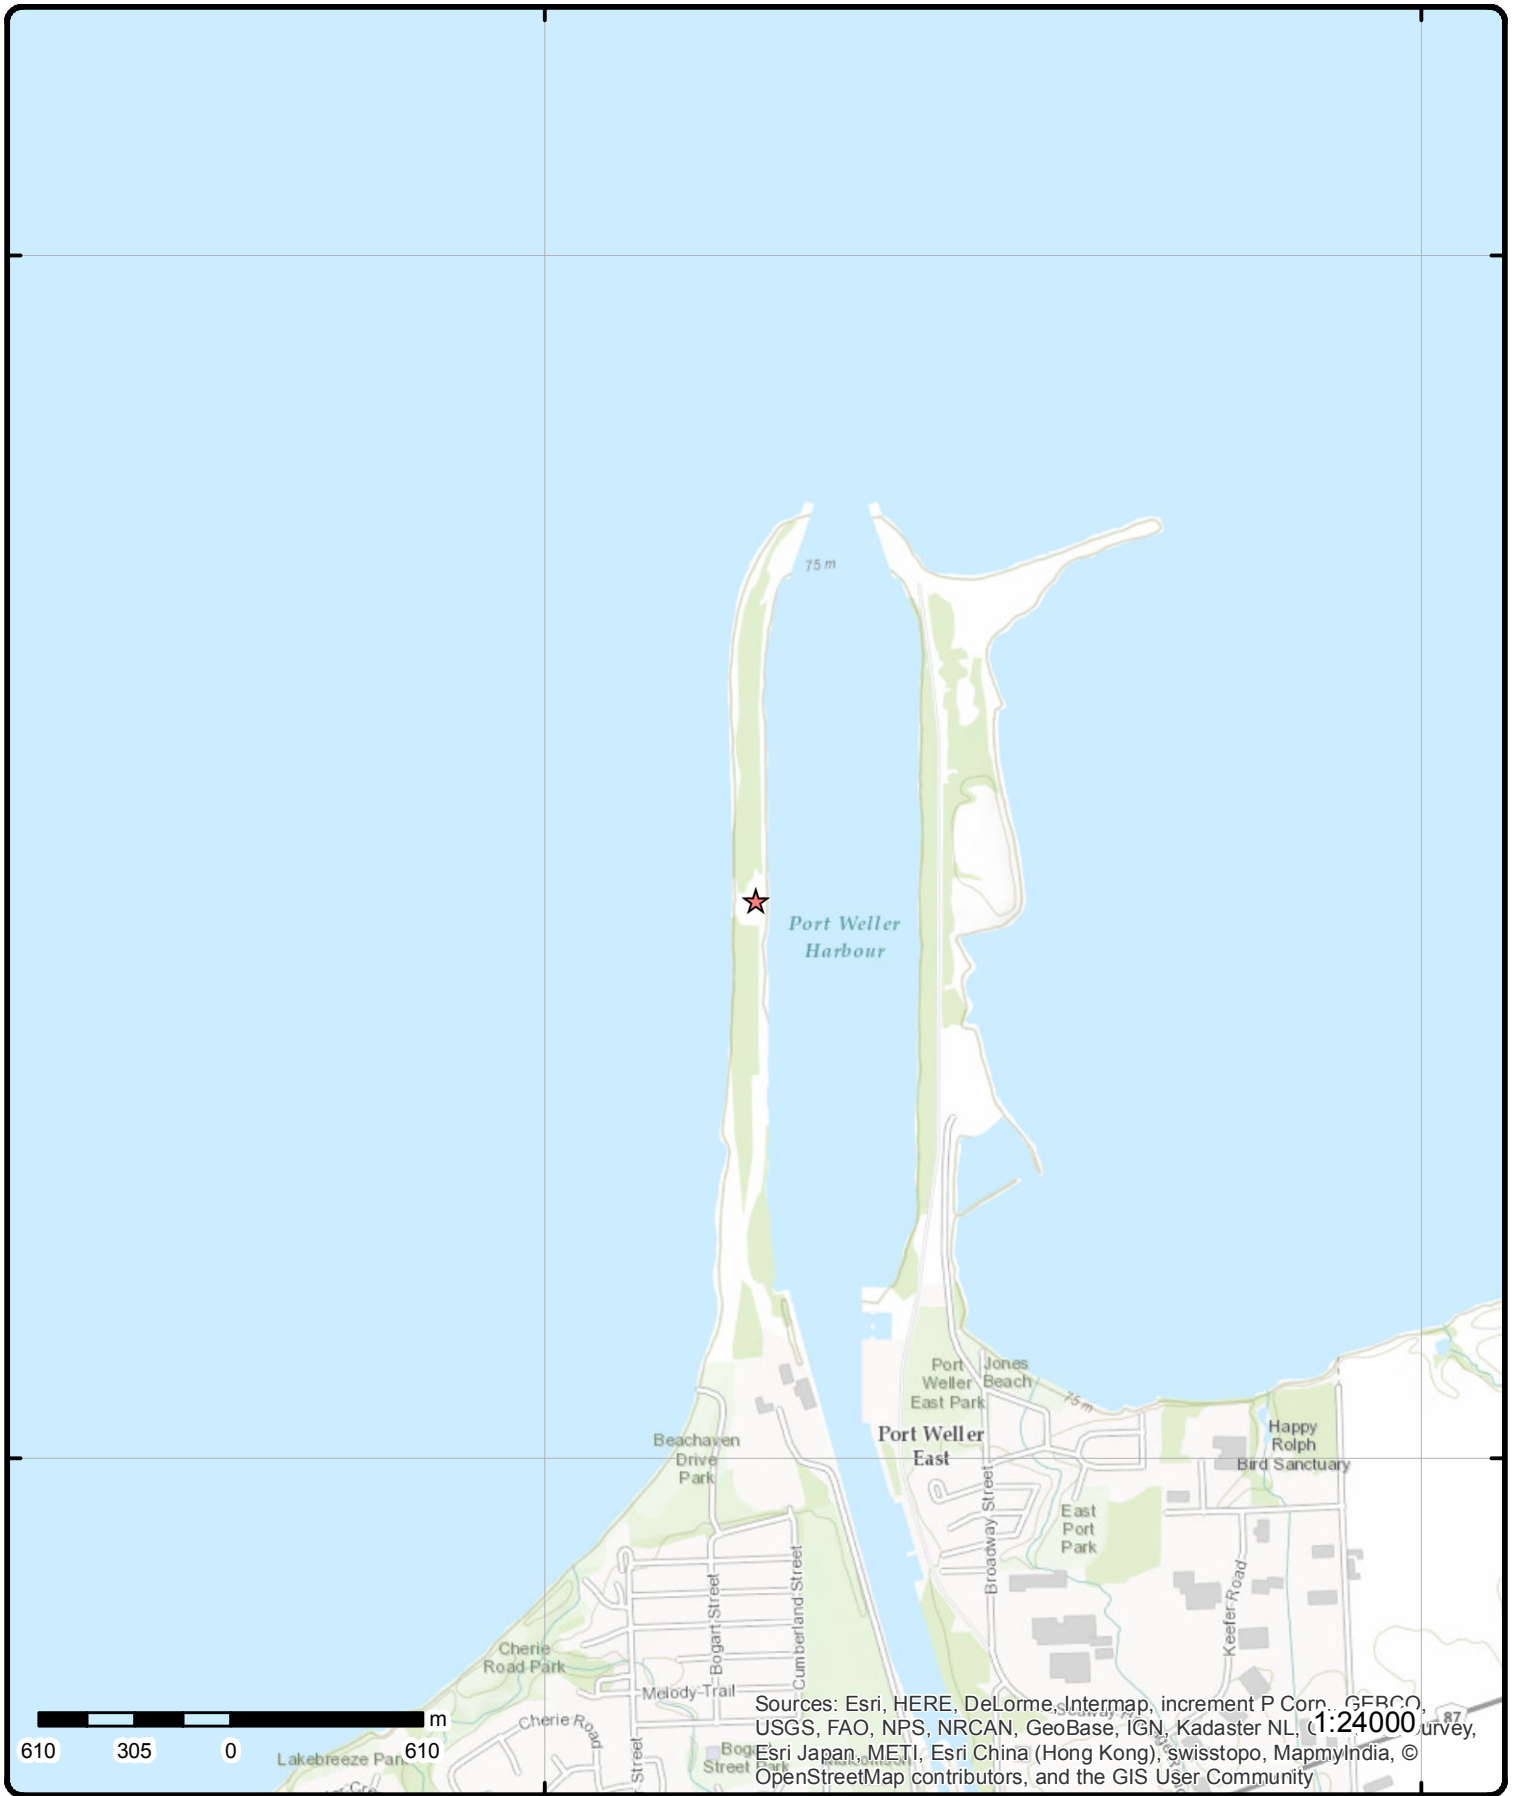 75 m
Port Weller
Harbour
Port
Weller
East Park
Jones
Beach
75 m
Port Weller
East
Happy
Rolph
Bird Sanctuary
Beachaven
Drive
Park
East
Port
Park
Broadway Street
Keefer Road
Bogart Street
Cumberland Street
Cherie
Road Park
Melody Trail
Cherie Road
Street
Lakebreeze Park
Street Park
87
m
610 305 0 610
1:24000
Sources: Esri, HERE, DeLorme, Intermap, increment P Corp., GEBCO,
USGS, FAO, NPS, NRCAN, GeoBase, IGN, Kadaster NL,
Esri Japan, METI, Esri China (Hong Kong), swisstopo, MapmyIndia, ©
OpenStreetMap contributors, and the GIS User Community